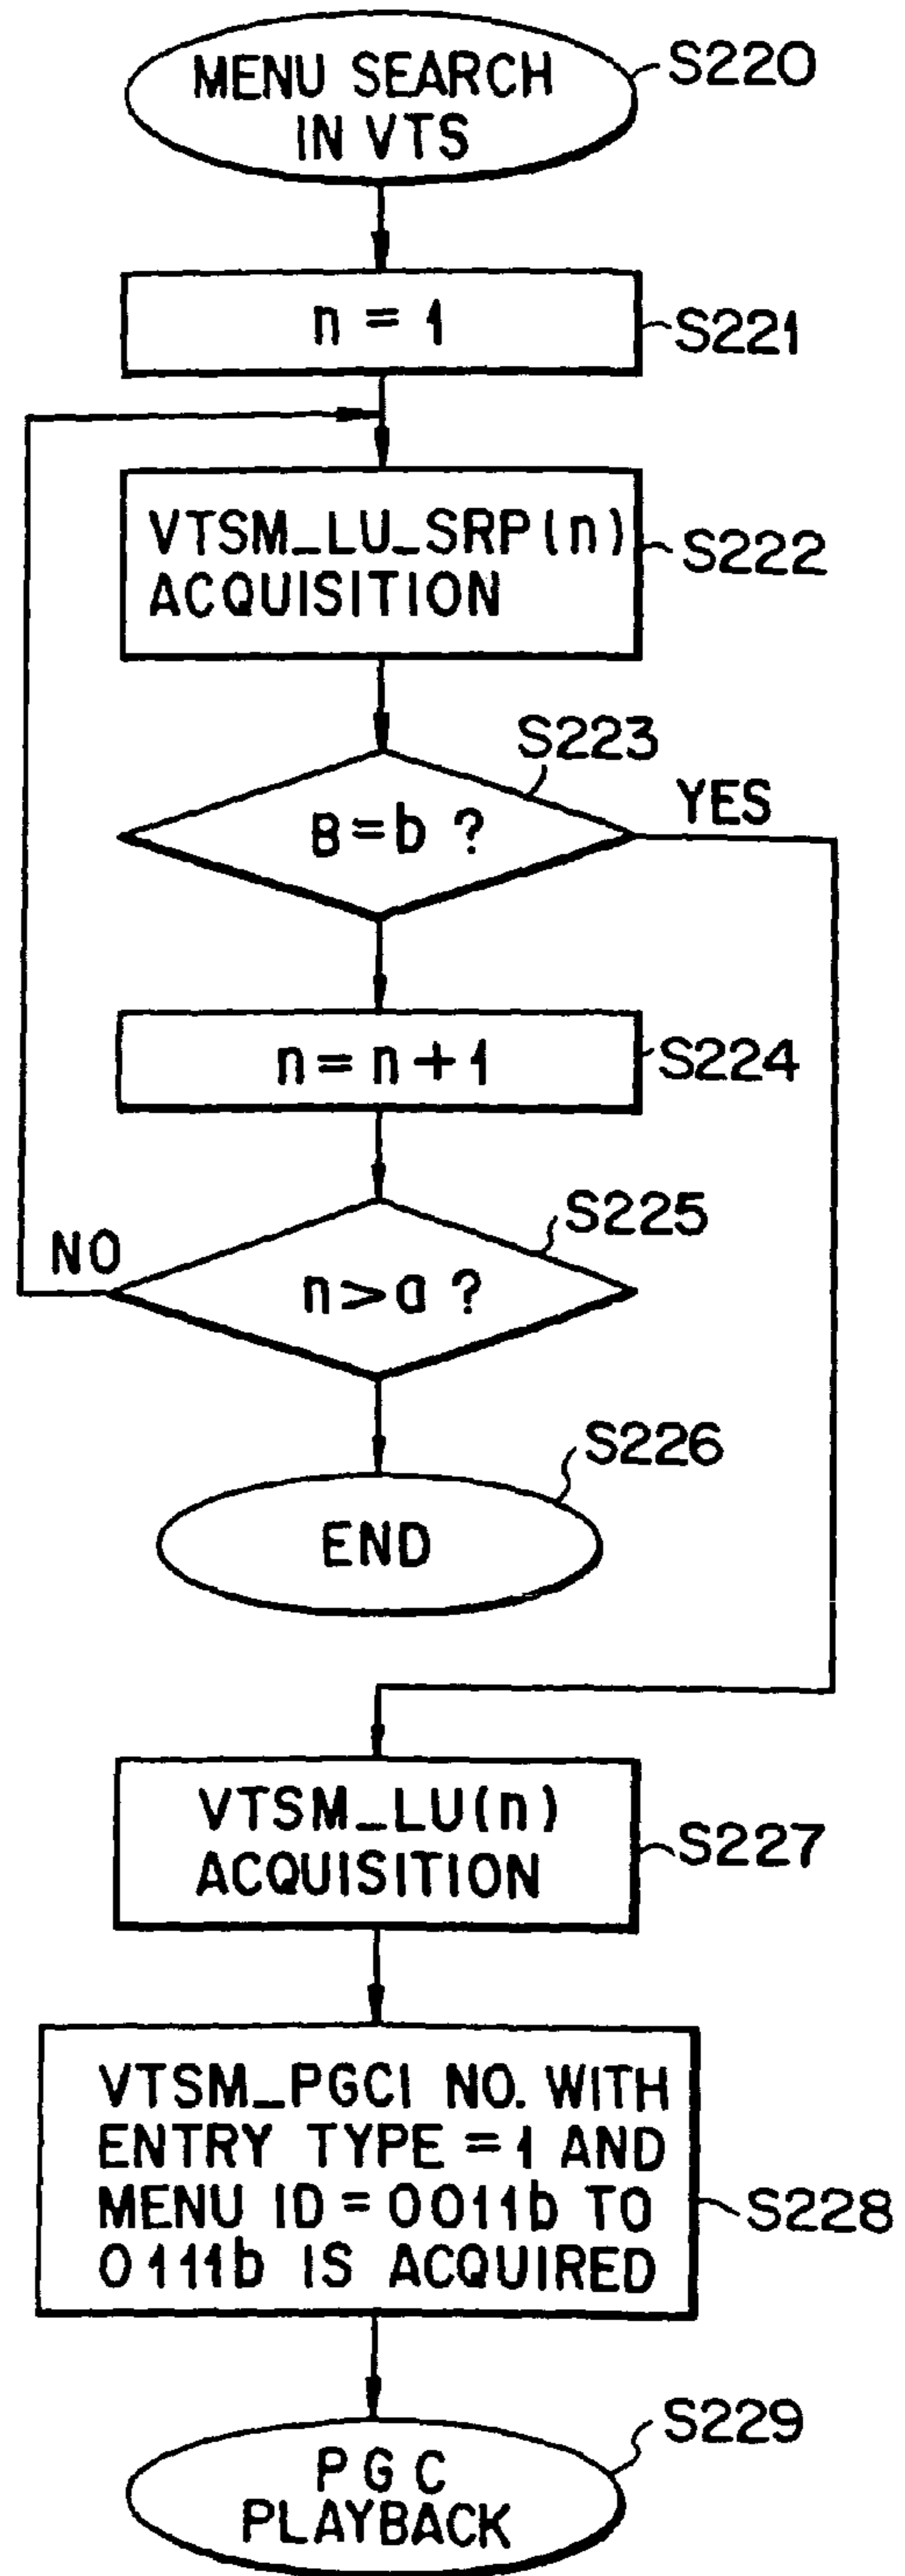 MENU SEARCH
IN VTS
S220
n = 1
S221
VTSM_LU_SRP(n)
ACQUISITION
S222
S223
B=b ?
YES
n = n + 1
S224
S225
NO
n>a ?
S226
END
VTSM_LU(n)
ACQUISITION
S227
VTSM_PGCI NO. WITH
ENTRY TYPE = 1 AND
MENU ID = 0011b TO
0111b IS ACQUIRED
S228
S229
PGC
PLAYBACK